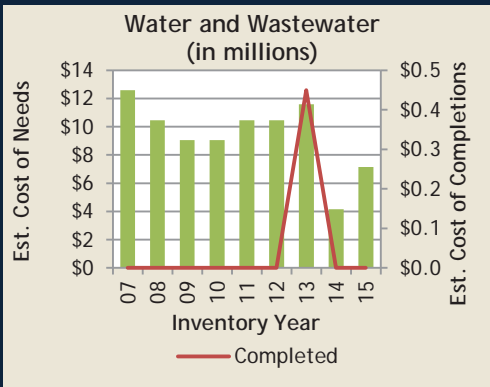 Water and Wastewater
(in millions)
Est. Cost of Needs
$14
$12
$10
$8
$6
$4
$2
$0
$0.5
$0.4
$0.3
$0.2
$0.1
$0.0
Est. Cost of Completions
07 08 09 10 11 12 13 14 15
Inventory Year
Completed